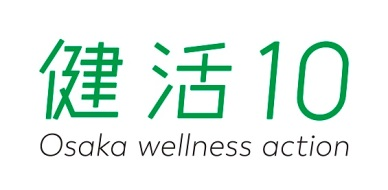 健活10
Osaka wellness action